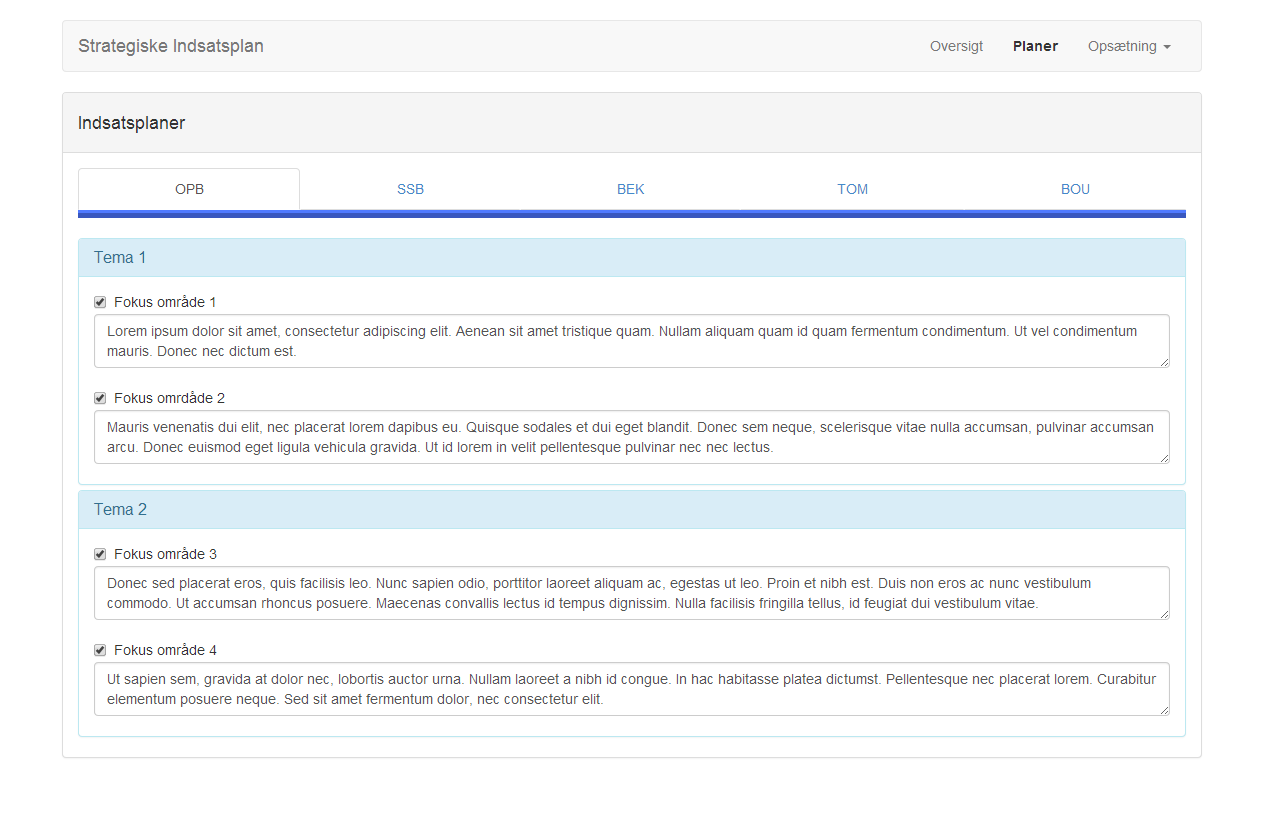 Strategiske Indsatsplan
Oversigt
Planer
Opsætning
Indsatsplaner
OPB
SSB
BEK
TOM
BOU
Tema 1
Fokus område 1
Lorem ipsum dolor sit amet, consectetur adipiscing elit. Aenean sit amet tristique quam. Nullam aliquam quam id quam fermentum condimentum. Ut vel condimentum
mauris. Donec nec dictum est.
Fokus omrdåde 2
Mauris venenatis dui elit, nec placerat lorem dapibus eu. Quisque sodales et dui eget blandit. Donec sem neque, scelerisque vitae nulla accumsan, pulvinar accumsan
arcu. Donec euismod eget ligula vehicula gravida. Ut id lorem in velit pellentesque pulvinar nec nec lectus.
Tema 2
Fokus område 3
Donec sed placerat eros, quis facilisis leo. Nunc sapien odio, porttitor laoreet aliquam ac, egestas ut leo. Proin et nibh est. Duis non eros ac nunc vestibulum
commodo. Ut accumsan rhoncus posuere. Maecenas convallis lectus id tempus dignissim. Nulla facilisis fringilla tellus, id feugiat dui vestibulum vitae.
Fokus område 4
Ut sapien sem, gravida at dolor nec, lobortis auctor urna. Nullam laoreet a nibh id congue. In hac habitasse platea dictumst. Pellentesque nec placerat lorem. Curabitur
elementum posuere neque. Sed sit amet fermentum dolor, nec consectetur elit.